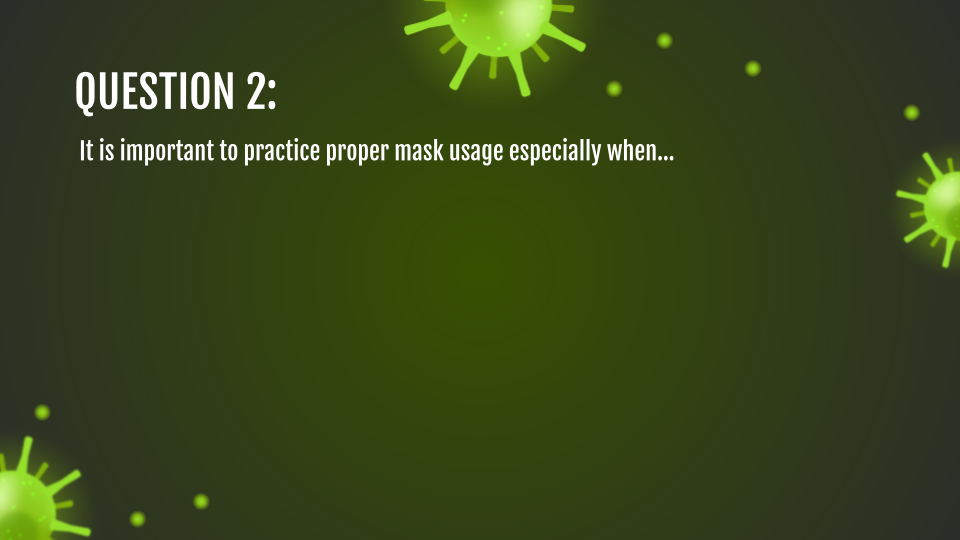 QUESTION 2:
It is important to practice proper mask usage especially when...